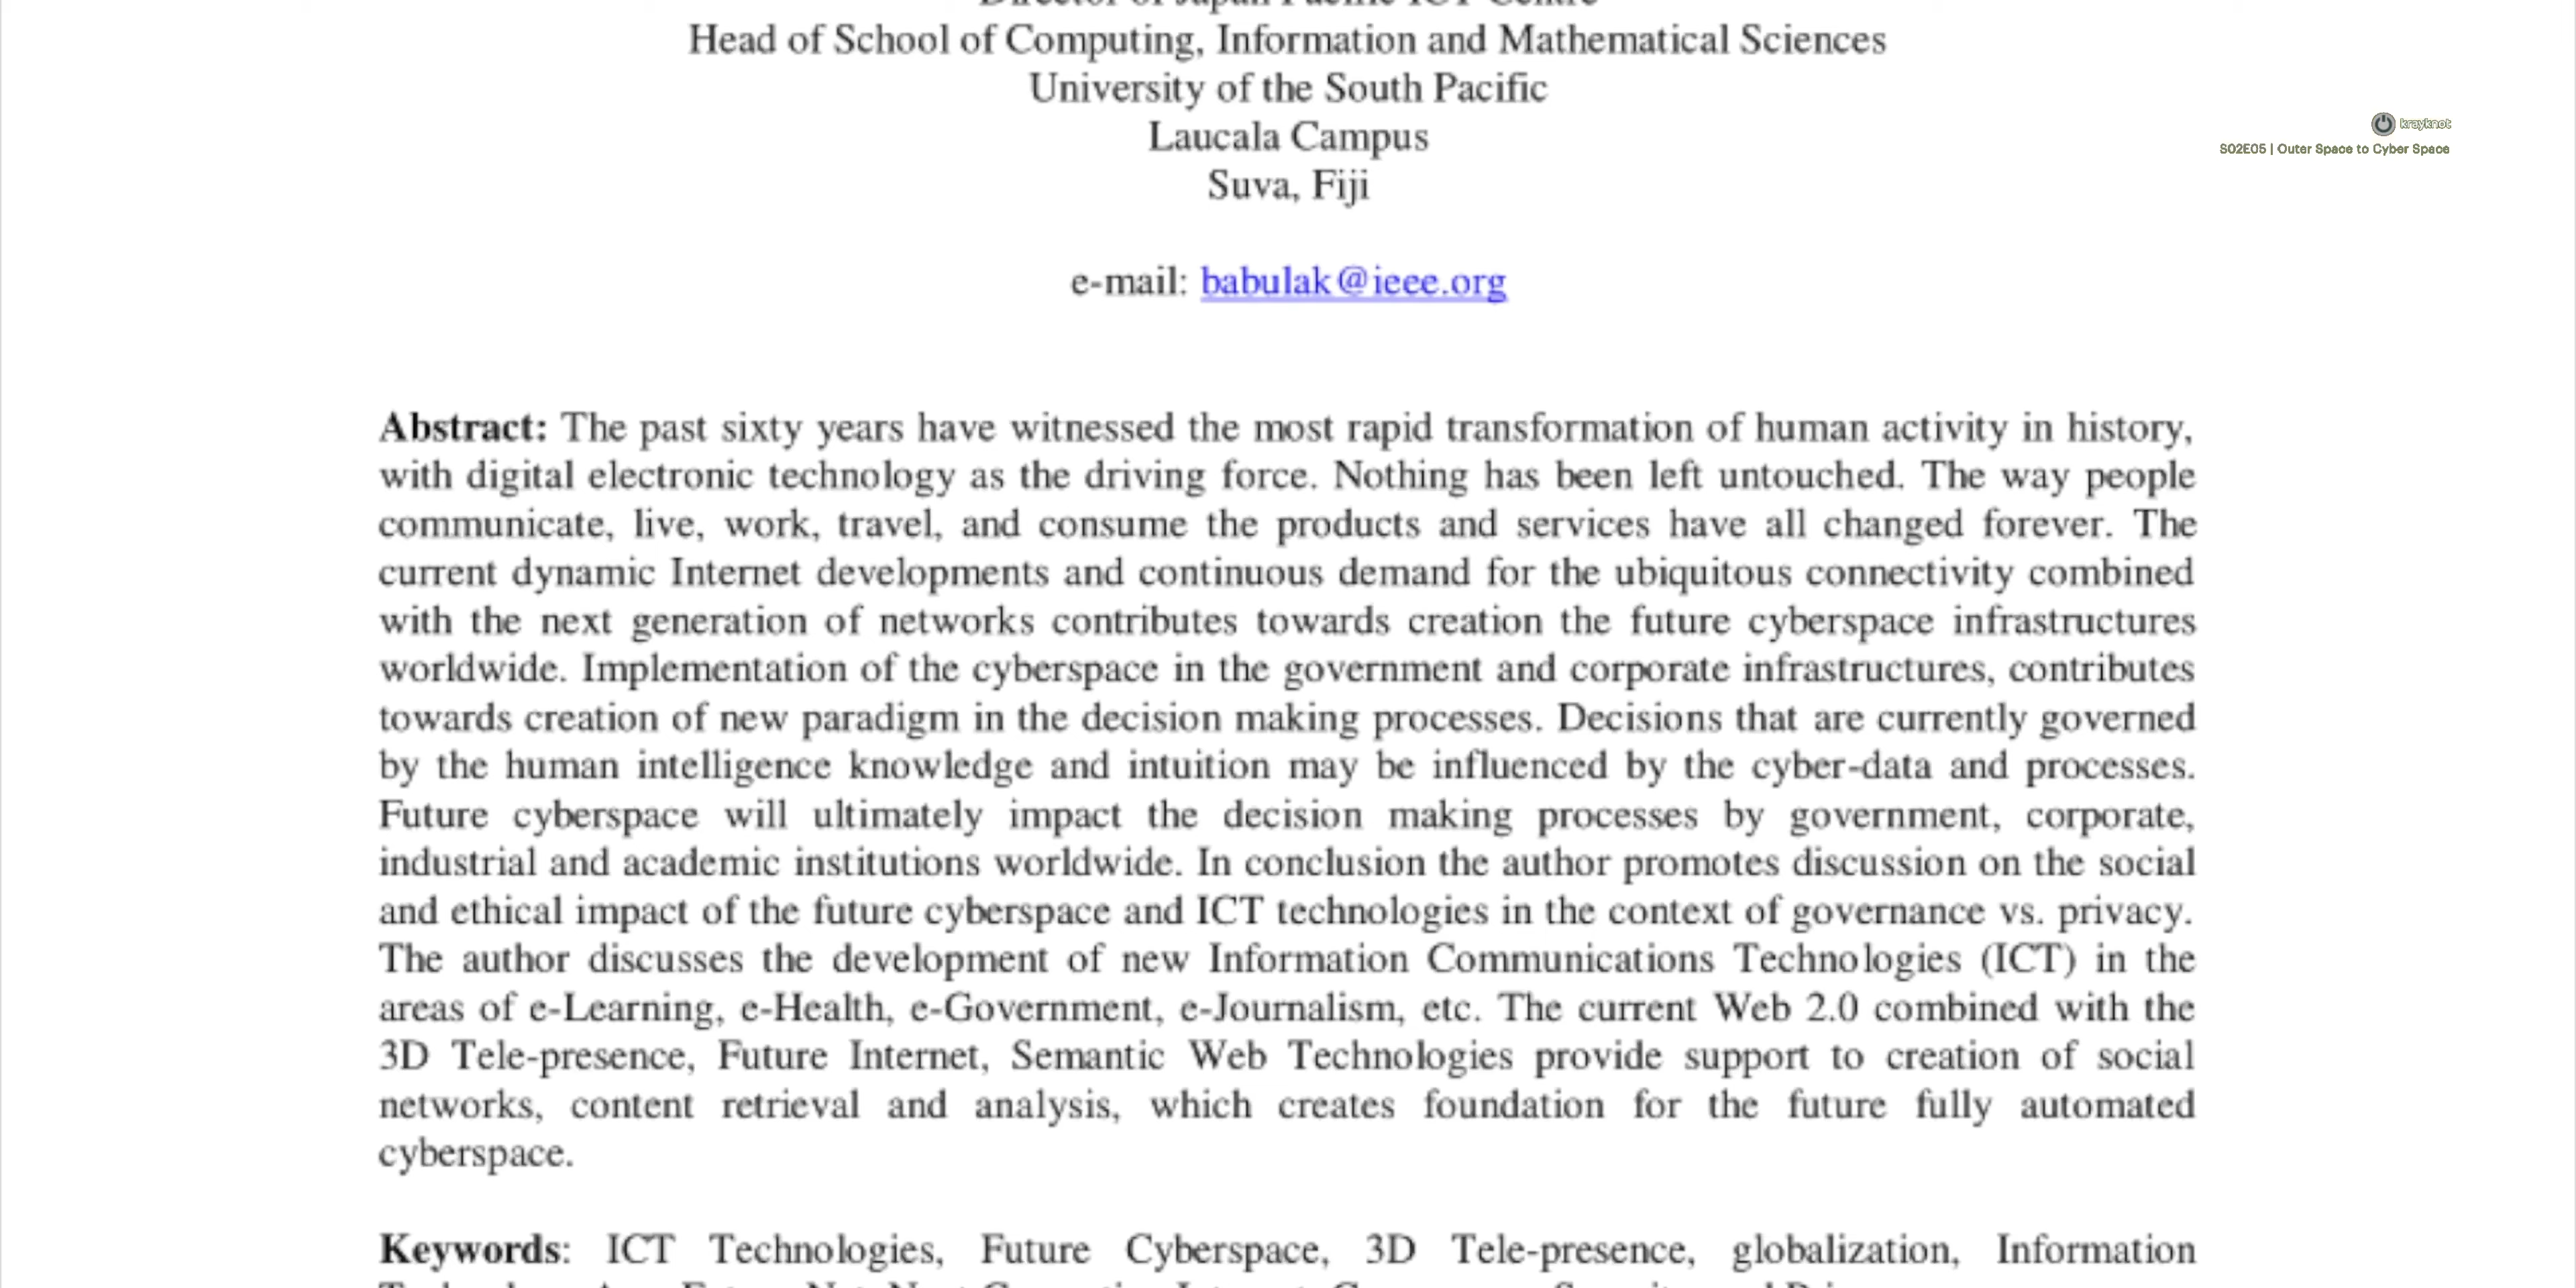 Director of Japan Pacific ICT Centre
Head of School of Computing, Information and Mathematical Sciences
University of the South Pacific
Laucala Campus
Suva, Fiji
krayknot
S02E05 | Outer Space to Cyber Space
e-mail: babulak@ieee.org
Abstract: The past sixty years have witnessed the most rapid transformation of human activity in history,
with digital electronic technology as the driving force. Nothing has been left untouched. The way people
communicate, live, work, travel, and consume the products and services have all changed forever. The
current dynamic Internet developments and continuous demand for the ubiquitous connectivity combined
with the next generation of networks contributes towards creation the future cyberspace infrastructures
worldwide. Implementation of the cyberspace in the government and corporate infrastructures, contributes
towards creation of new paradigm in the decision making processes. Decisions that are currently governed
by the human intelligence knowledge and intuition may be influenced by the cyber-data and processes.
Future cyberspace will ultimately impact the decision making processes by government, corporate,
industrial and academic institutions worldwide. In conclusion the author promotes discussion on the social
and ethical impact of the future cyberspace and ICT technologies in the context of governance vs. privacy.
The author discusses the development of new Information Communications Technologies (ICT) in the
areas of e-Learning, e-Health, e-Government, e-Journalism, etc. The current Web 2.0 combined with the
3D Tele-presence, Future Internet, Semantic Web Technologies provide support to creation of social
networks, content retrieval and analysis, which creates foundation for the future fully automated
cyberspace.
Keywords: ICT Technologies, Future Cyberspace, 3D Tele-presence, globalization, Information